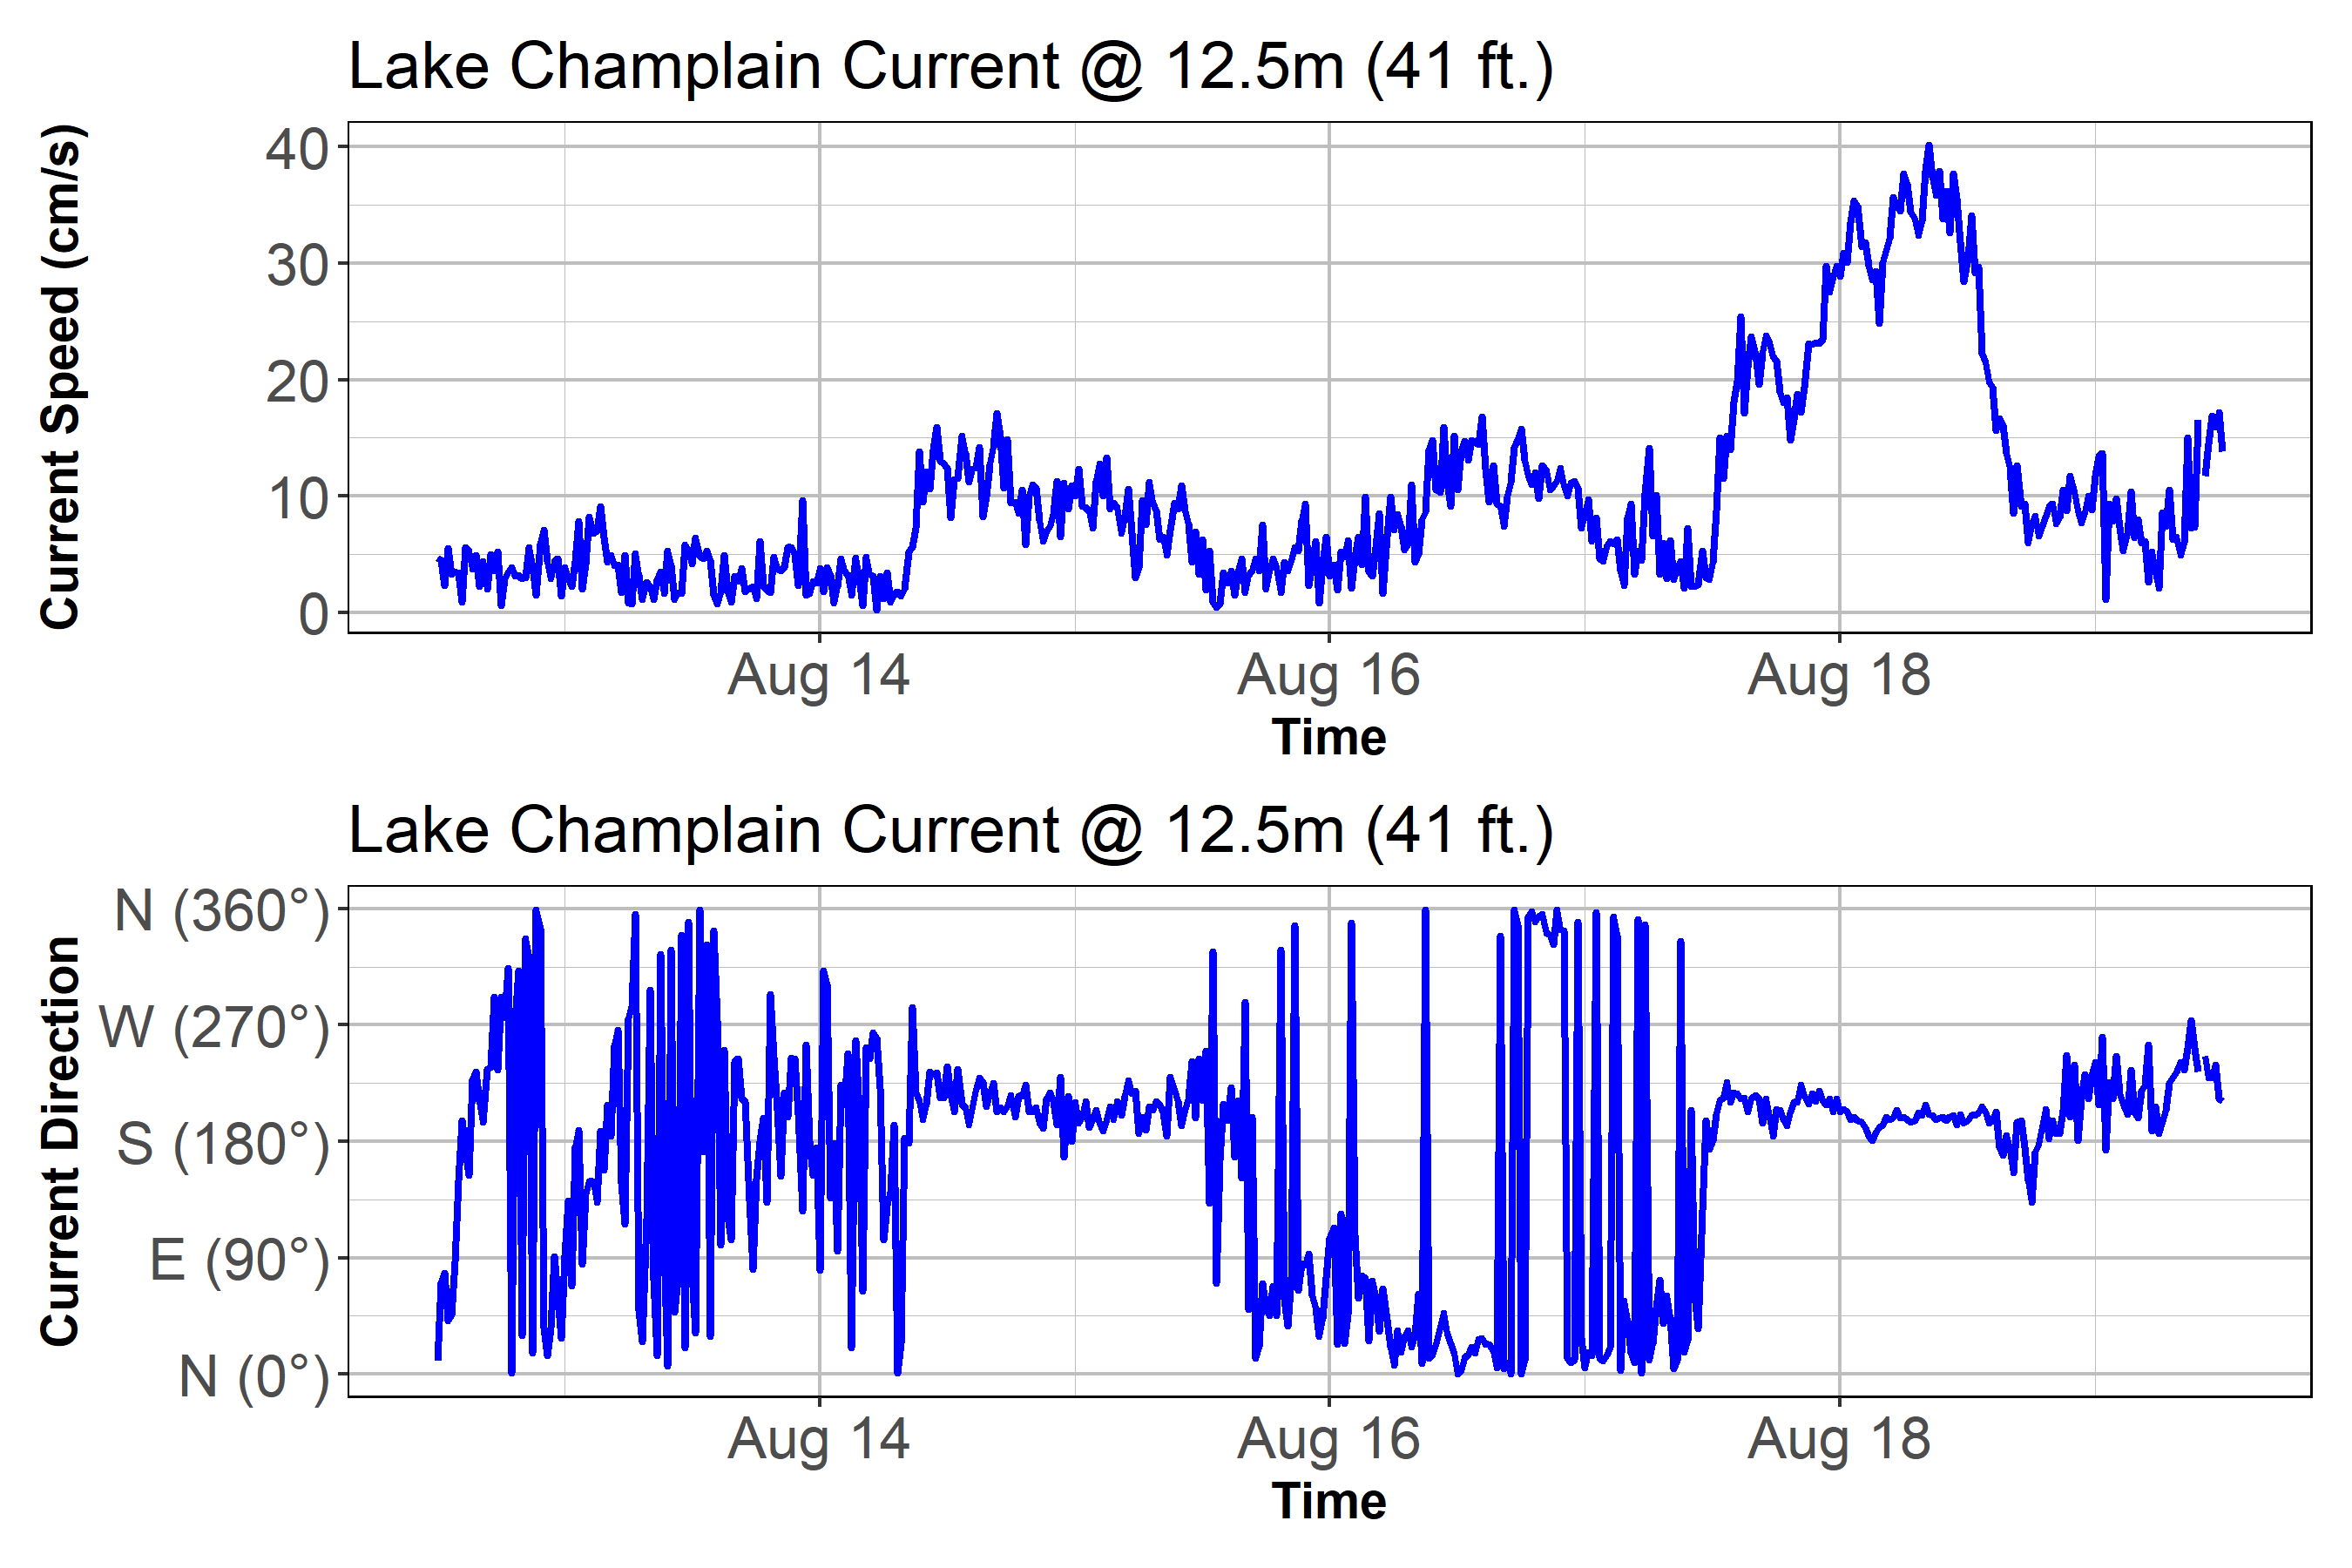 Lake Champlain Current @ 12.5m (41 ft.)
Current Speed (cm/s)
40
30
20
10
0
Aug 14
Aug 16
Aug 18
Time
Lake Champlain Current @ 12.5m (41 ft.)
Current Direction
N (360°)
W (270°)
S (180°)
E (90°)
N (0°)
Aug 14
Aug 16
Aug 18
Time